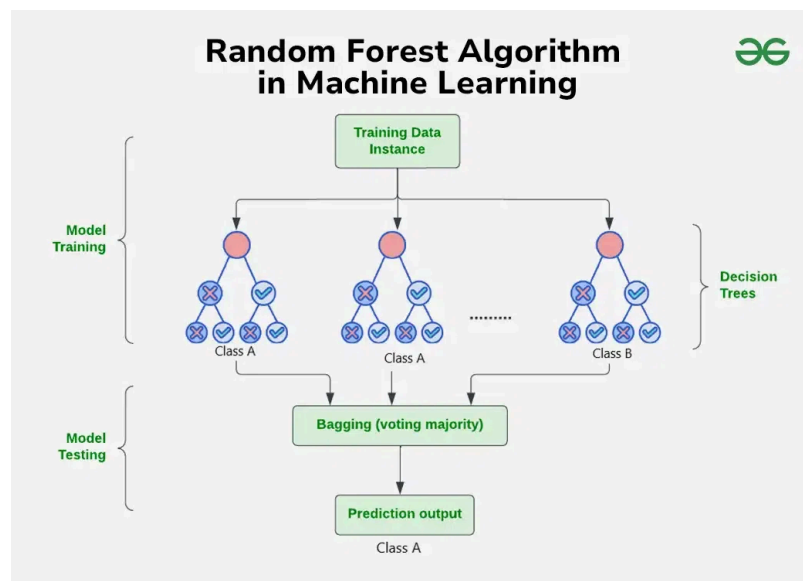 Random Forest Algorithm
in Machine Learning
Training Data
Instance
Model
Training
Decision
Trees
.........
Class A
Class A
Class B
Bagging (voting majority)
Model
Testing
Prediction output
Class A